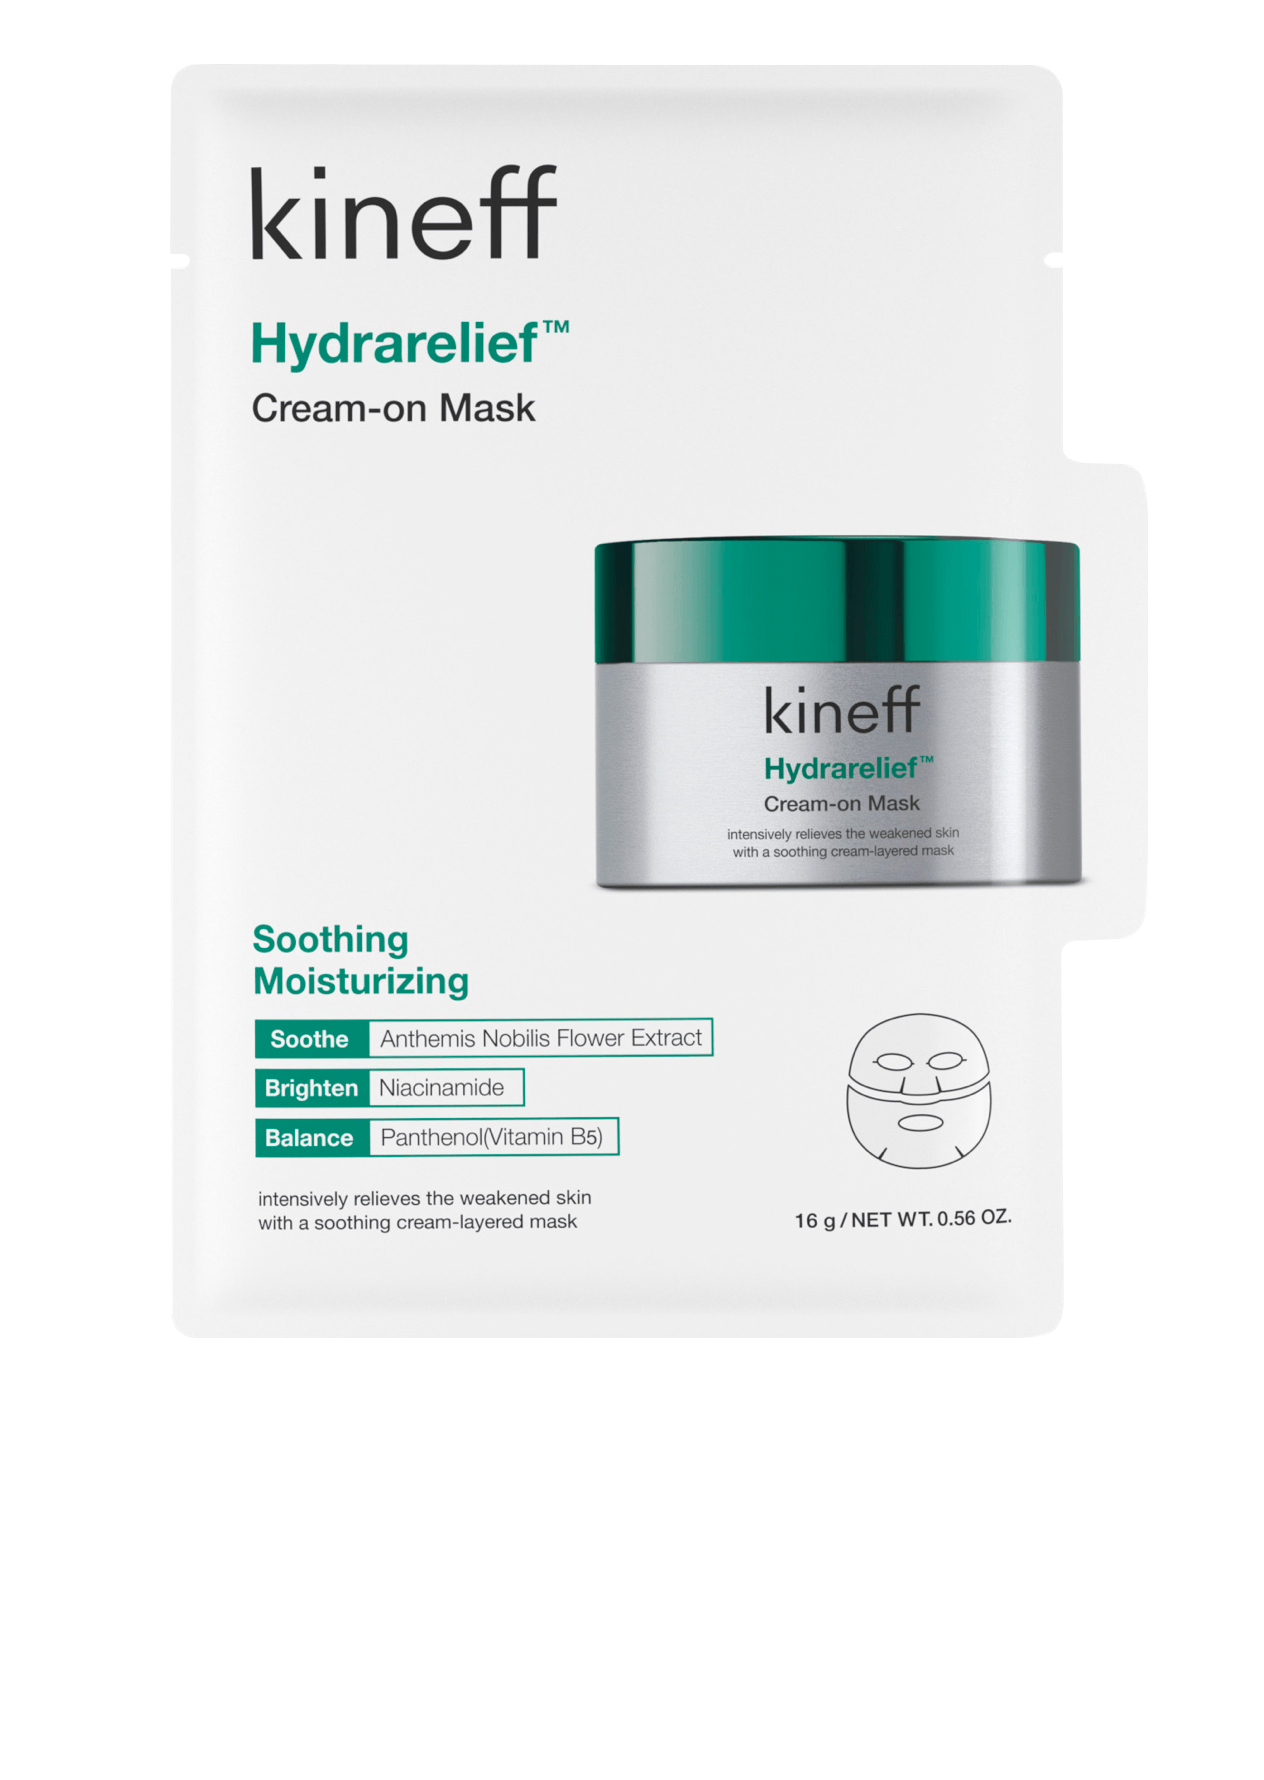 kineff
Hydrarelief™
Cream-on Mask
kineff
Hydrarelief™
Cream-on Mask
intensively relieves the weakened skin
with a soothing cream-layered mask
Soothing
Moisturizing
Soothe Anthemis Nobilis Flower Extract
Brighten Niacinamide
Balance Panthenol(Vitamin B5)
intensively relieves the weakened skin
with a soothing cream-layered mask
16 g / NET WT. 0.56 OZ.